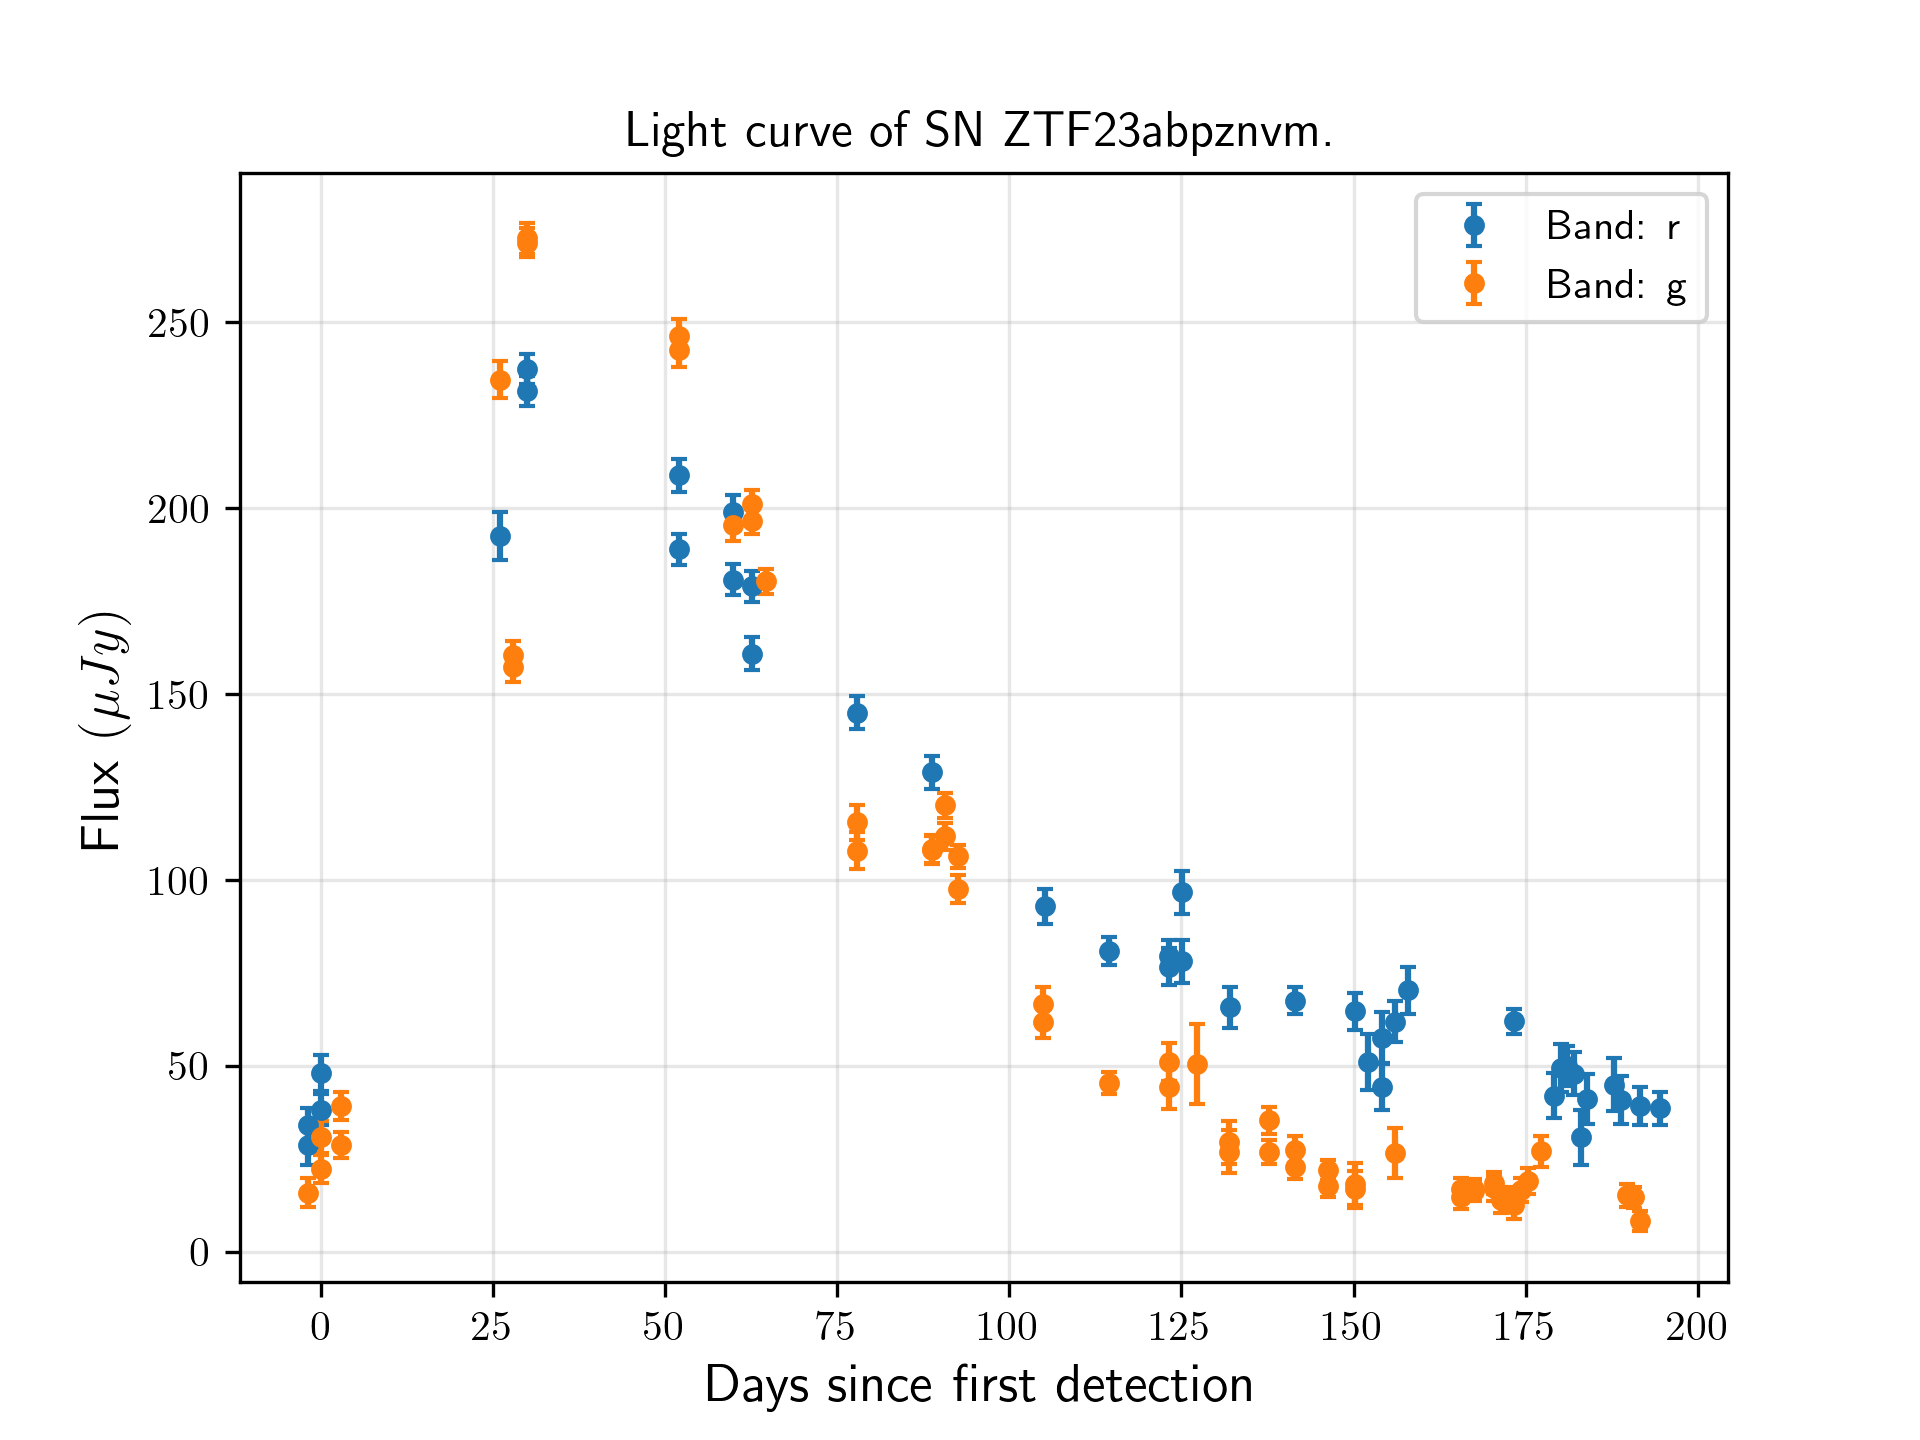 Light curve of SN ZTF23abpznvm.
Band: r
Band: g
Flux (μJy)
250
200
150
100
50
0
0 25 50 75 100 125 150 175 200
Days since first detection